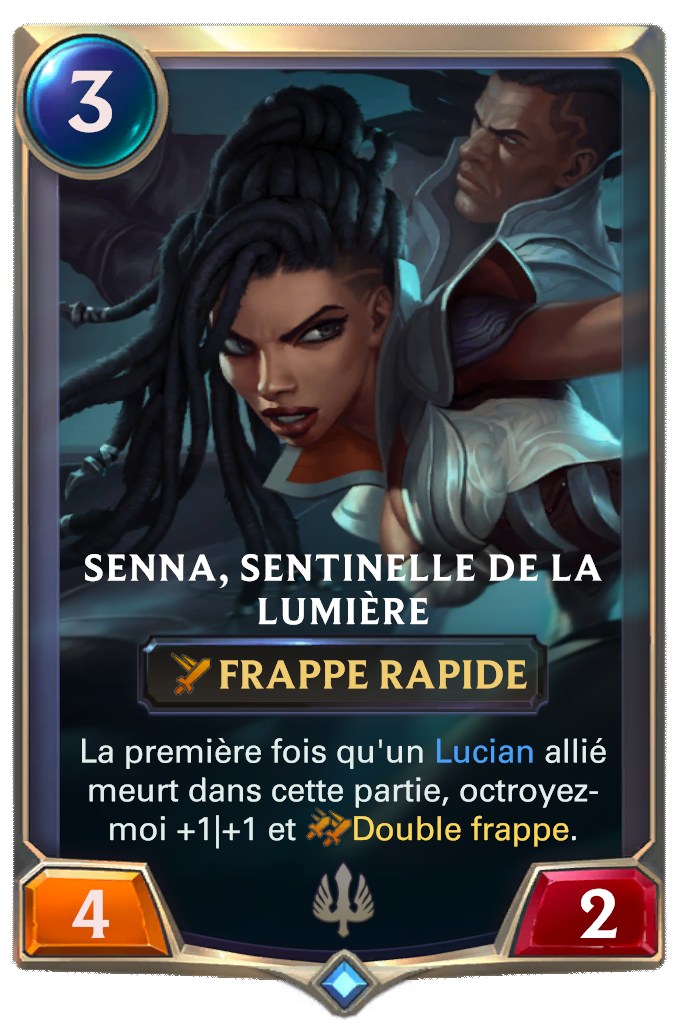 3
SENNA, SENTINELLE DE LA
LUMIÈRE
FRAPPE RAPIDE
La première fois qu'un Lucian allié
meurt dans cette partie, octroyez-
moi +1|+1 et Double frappe.
4
2